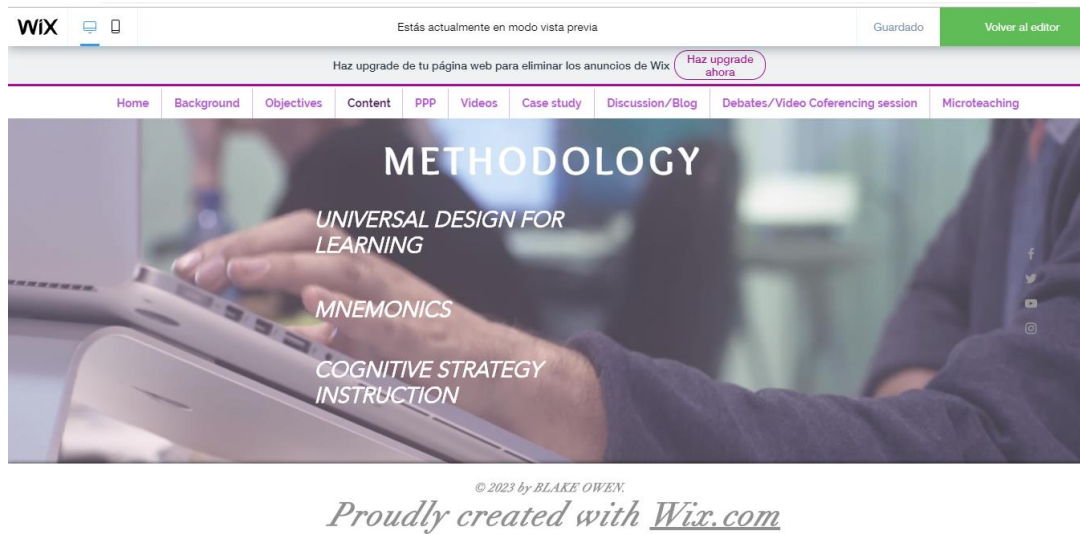 WiX
Estás actualmente en modo vista previa
Guardado
Volver al editor
Haz upgrade de tu página web para eliminar los anuncios de Wix
Haz upgrade
ahora
Home Background Objectives Content PPP Videos Case study Discussion/Blog Debates/Video Coferencing session Microteaching
METHODOLOGY
UNIVERSAL DESIGN FOR
LEARNING
MNEMONICS
COGNITIVE STRATEGY
INSTRUCTION
© 2023 by BLAKE OWEN.
Proudly created with Wix.com